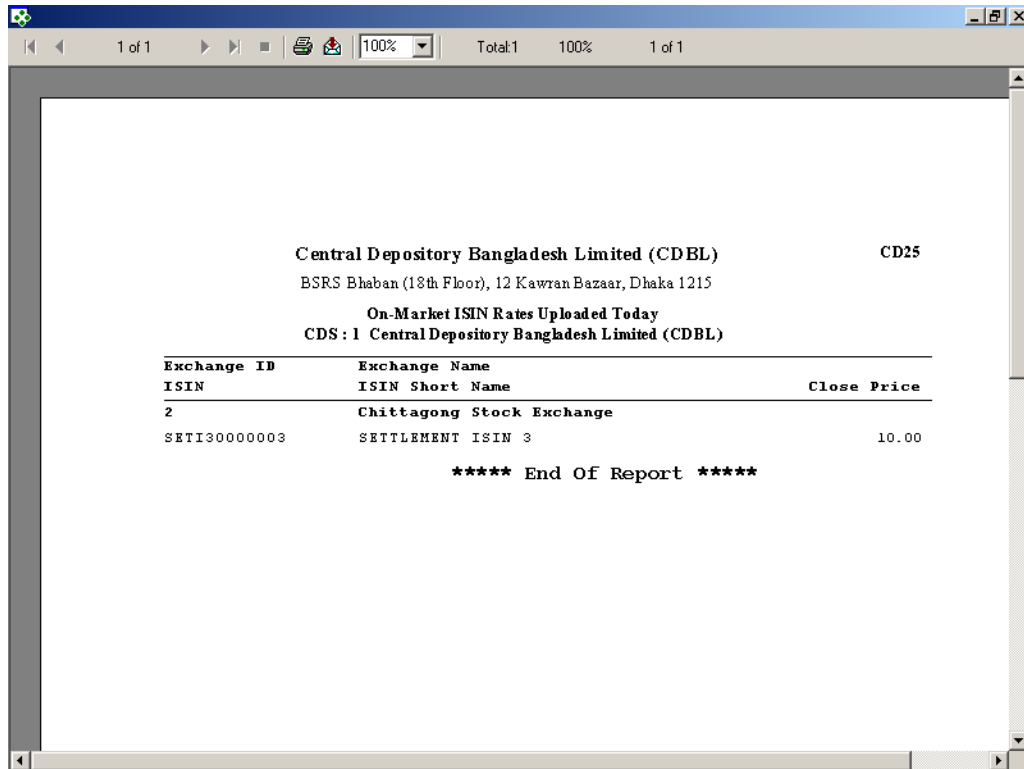 1 of 1 100% Total:1 100% 1 of 1
Central Depository Bangladesh Limited (CDBL) CD25
BSRS Bhaban (18th Floor), 12 Kawran Bazaar, Dhaka 1215
On-Market ISIN Rates Uploaded Today
CDS : 1 Central Depository Bangladesh Limited (CDBL)
Exchange ID Exchange Name
ISIN ISIN Short Name Close Price
2 Chittagong Stock Exchange
SETI30000003 SETTLEMENT ISIN 3 10.00
***** End Of Report *****